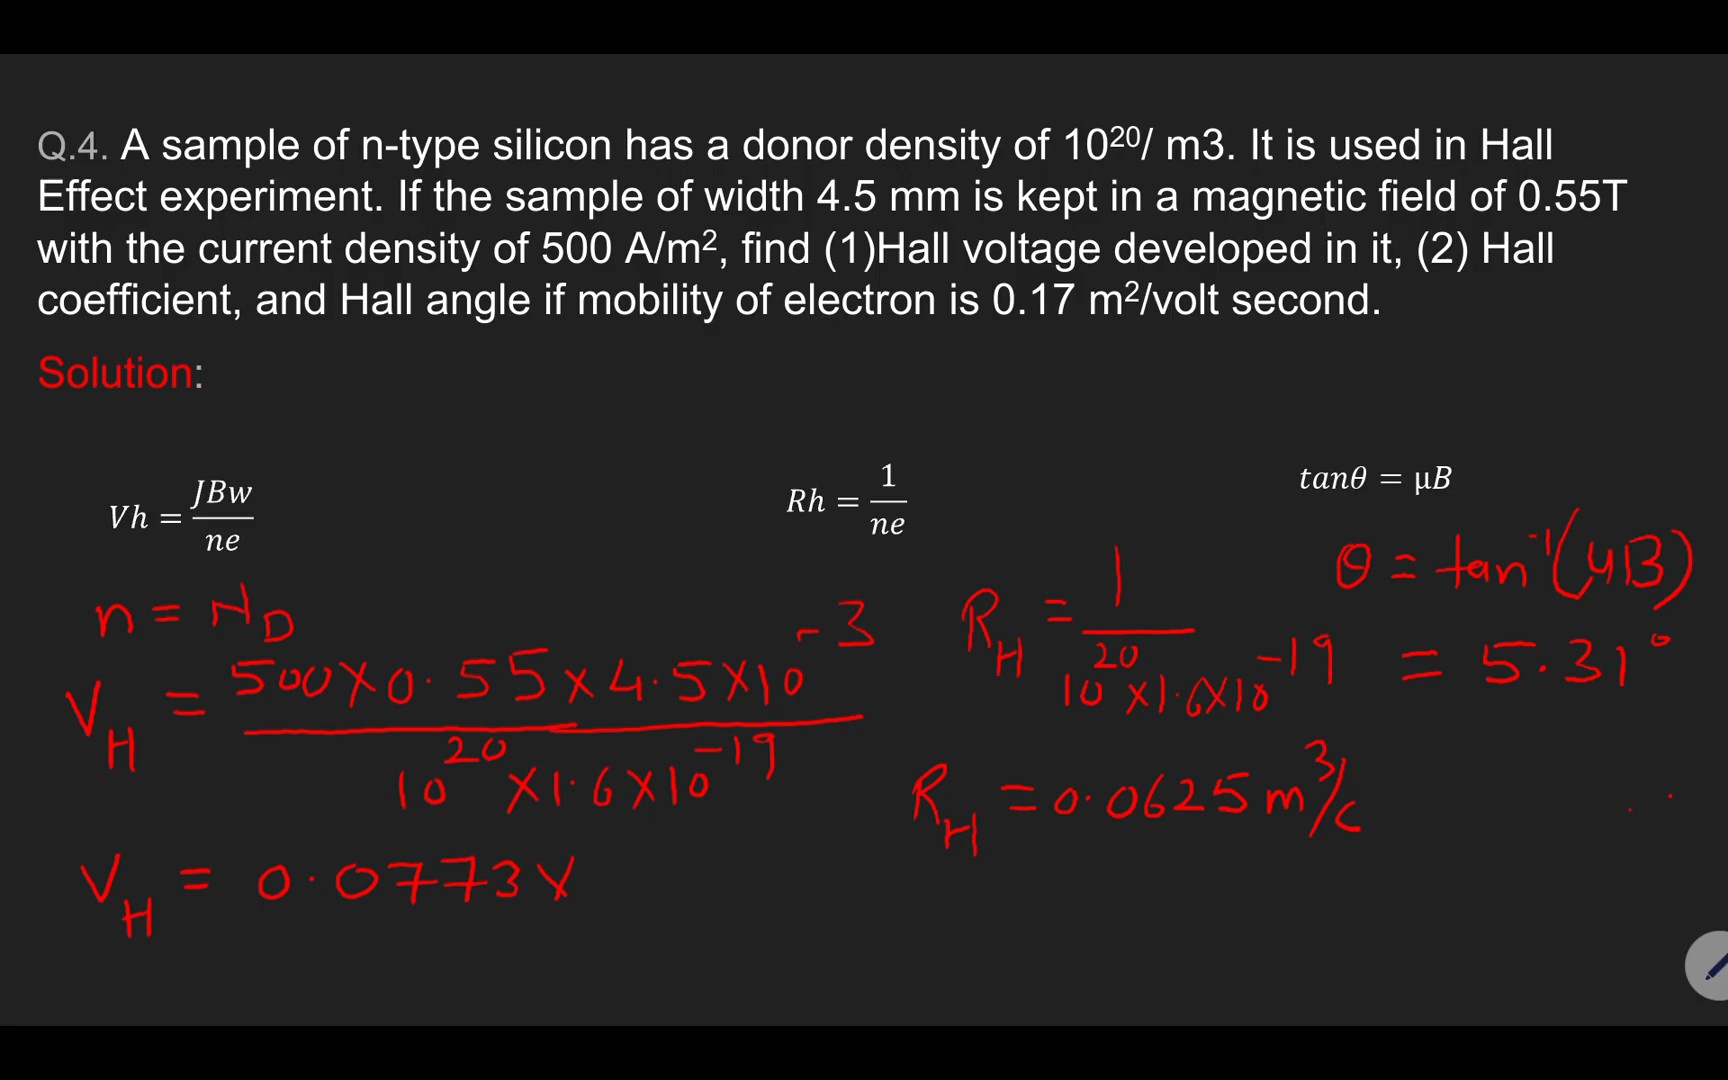 Q.4. A sample of n-type silicon has a donor density of 10²⁰/ m3. It is used in Hall
Effect experiment. If the sample of width 4.5 mm is kept in a magnetic field of 0.55T
with the current density of 500 A/m², find (1)Hall voltage developed in it, (2) Hall
coefficient, and Hall angle if mobility of electron is 0.17 m²/volt second.
Solution:
Vh = JBw/ne
Rh = 1/ne
tanθ = μB
n = N_D
V_H = 500×0.55×4.5×10⁻³ / 10²⁰×1.6×10⁻¹⁹
V_H = 0.0773V
R_H = 1 / 10²⁰×1.6×10⁻¹⁹
R_H = 0.0625 m³/c
θ = tan⁻¹(μB)
= 5.31°